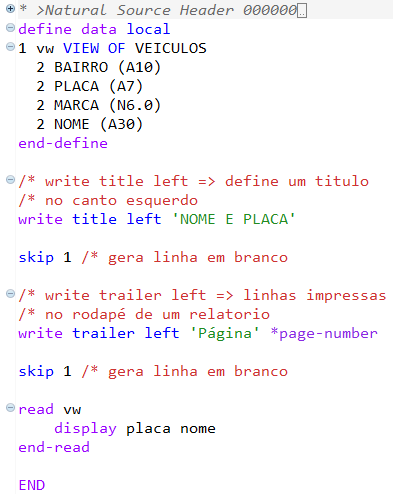 * >Natural Source Header 000000..
define data local
1 vw VIEW OF VEICULOS
2 BAIRRO (A10)
2 PLACA (A7)
2 MARCA (N6.0)
2 NOME (A30)
end-define
/* write title left => define um titulo
/* no canto esquerdo
write title left 'NOME E PLACA'
skip 1 /* gera linha em branco
/* write trailer left => linhas impressas
/* no rodapé de um relatorio
write trailer left 'Página' *page-number
skip 1 /* gera linha em branco
read vw
display placa nome
end-read
END